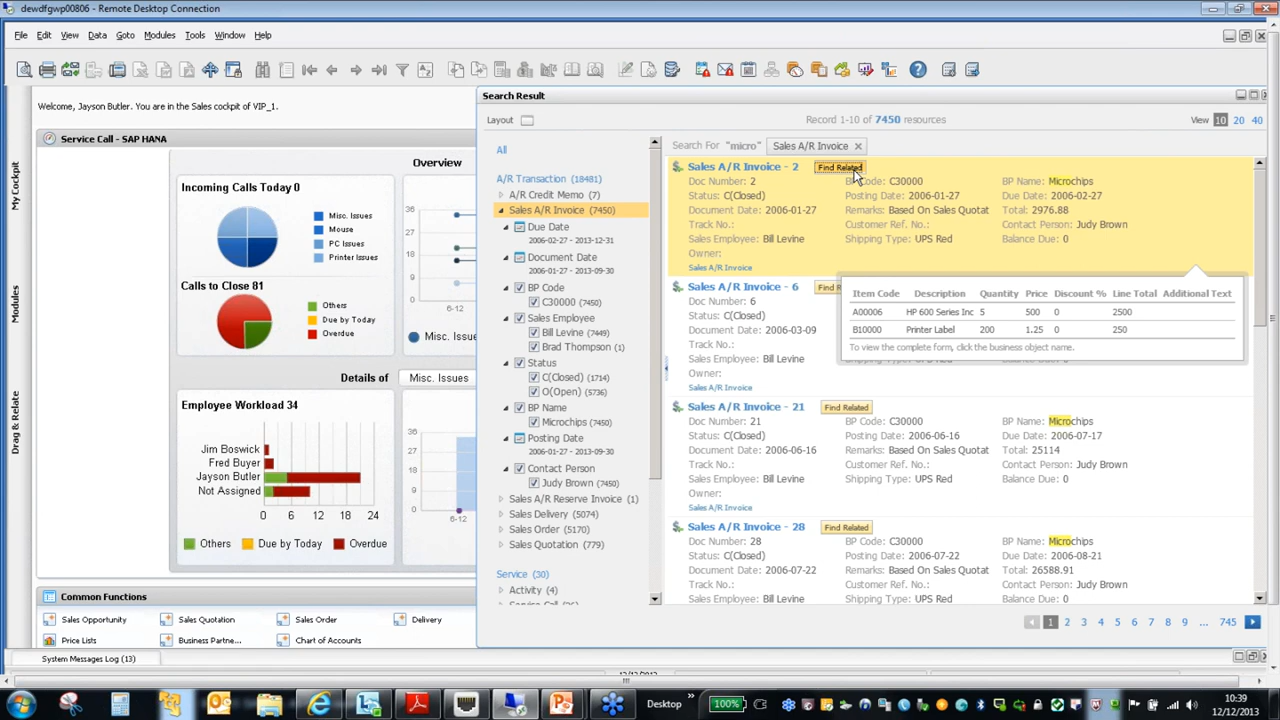 dewdfgwp00806 - Remote Desktop Connection
File Edit View Data Goto Modules Tools Window Help
Welcome, Jayson Butler. You are in the Sales cockpit of VIP_1.
My Cockpit
Modules
Drag & Relate
Service Call - SAP HANA
Overview
Incoming Calls Today 0
Misc. Issues
Mouse
PC Issues
Printer Issues
Calls to Close 81
Others
Due by Today
Overdue
36
24
12
0
6-12
Misc
Details of Misc. Issues
Employee Workload 34
Jim Boswick
Fred Buyer
Jayson Butler
Not Assigned
0 6 12 18 24
Others Due by Today Overdue
36
24
12
0
6-12
Common Functions
Sales Opportunity Sales Quotation Sales Order Delivery
Price Lists Business Partne... Chart of Accounts
System Messages Log (13)
Search Result
Layout
Record 1-10 of 7450 resources
View 10 20 40
All
A/R Transaction (18481)
A/R Credit Memo (7)
Sales A/R Invoice (7450)
Due Date
2006-02-27 - 2013-12-31
Document Date
2006-01-27 - 2013-09-30
BP Code
C30000 (7450)
Sales Employee
Bill Levine (7449)
Brad Thompson (1)
Status
C(Closed) (1714)
O(Open) (5736)
BP Name
Microchips (7450)
Posting Date
2006-01-27 - 2013-09-30
Contact Person
Judy Brown (7450)
Sales A/R Reserve Invoice (1)
Sales Delivery (5074)
Sales Order (5170)
Sales Quotation (779)
Service (30)
Activity (4)
Search For "micro" Sales A/R Invoice
Sales A/R Invoice - 2 Find Related
Doc Number: 2 BP Code: C30000 BP Name: Microchips
Status: C(Closed) Posting Date: 2006-01-27 Due Date: 2006-02-27
Document Date: 2006-01-27 Remarks: Based On Sales Quotat Total: 2976.88
Track No.: Customer Ref. No.: Contact Person: Judy Brown
Sales Employee: Bill Levine Shipping Type: UPS Red Balance Due: 0
Owner:
Sales A/R Invoice
Sales A/R Invoice - 6 Find R
Doc Number: 6
Status: C(Closed)
Document Date: 2006-03-09
Track No.:
Sales Employee: Bill Levine
Owner:
Sales A/R Invoice
Item Code Description Quantity Price Discount % Line Total Additional Text
A00006 HP 600 Series Inc 5 500 0 2500
B10000 Printer Label 200 1.25 0 250
To view the complete form, click the business object name.
Sales A/R Invoice - 21 Find Related
Doc Number: 21 BP Code: C30000 BP Name: Microchips
Status: C(Closed) Posting Date: 2006-06-16 Due Date: 2006-07-17
Document Date: 2006-06-16 Remarks: Based On Sales Quotat Total: 25114
Track No.: Customer Ref. No.: Contact Person: Judy Brown
Sales Employee: Bill Levine Shipping Type: UPS Red Balance Due: 0
Owner:
Sales A/R Invoice
Sales A/R Invoice - 28 Find Related
Doc Number: 28 BP Code: C30000 BP Name: Microchips
Status: C(Closed) Posting Date: 2006-07-22 Due Date: 2006-08-21
Document Date: 2006-07-22 Remarks: Based On Sales Quotat Total: 26588.91
Track No.: Customer Ref. No.: Contact Person: Judy Brown
Sales Employee: Bill Levine Shipping Type: UPS Red Balance Due: 0
1 2 3 4 5 6 7 8 9 ... 745
Desktop
100%
10:39
12/12/2013